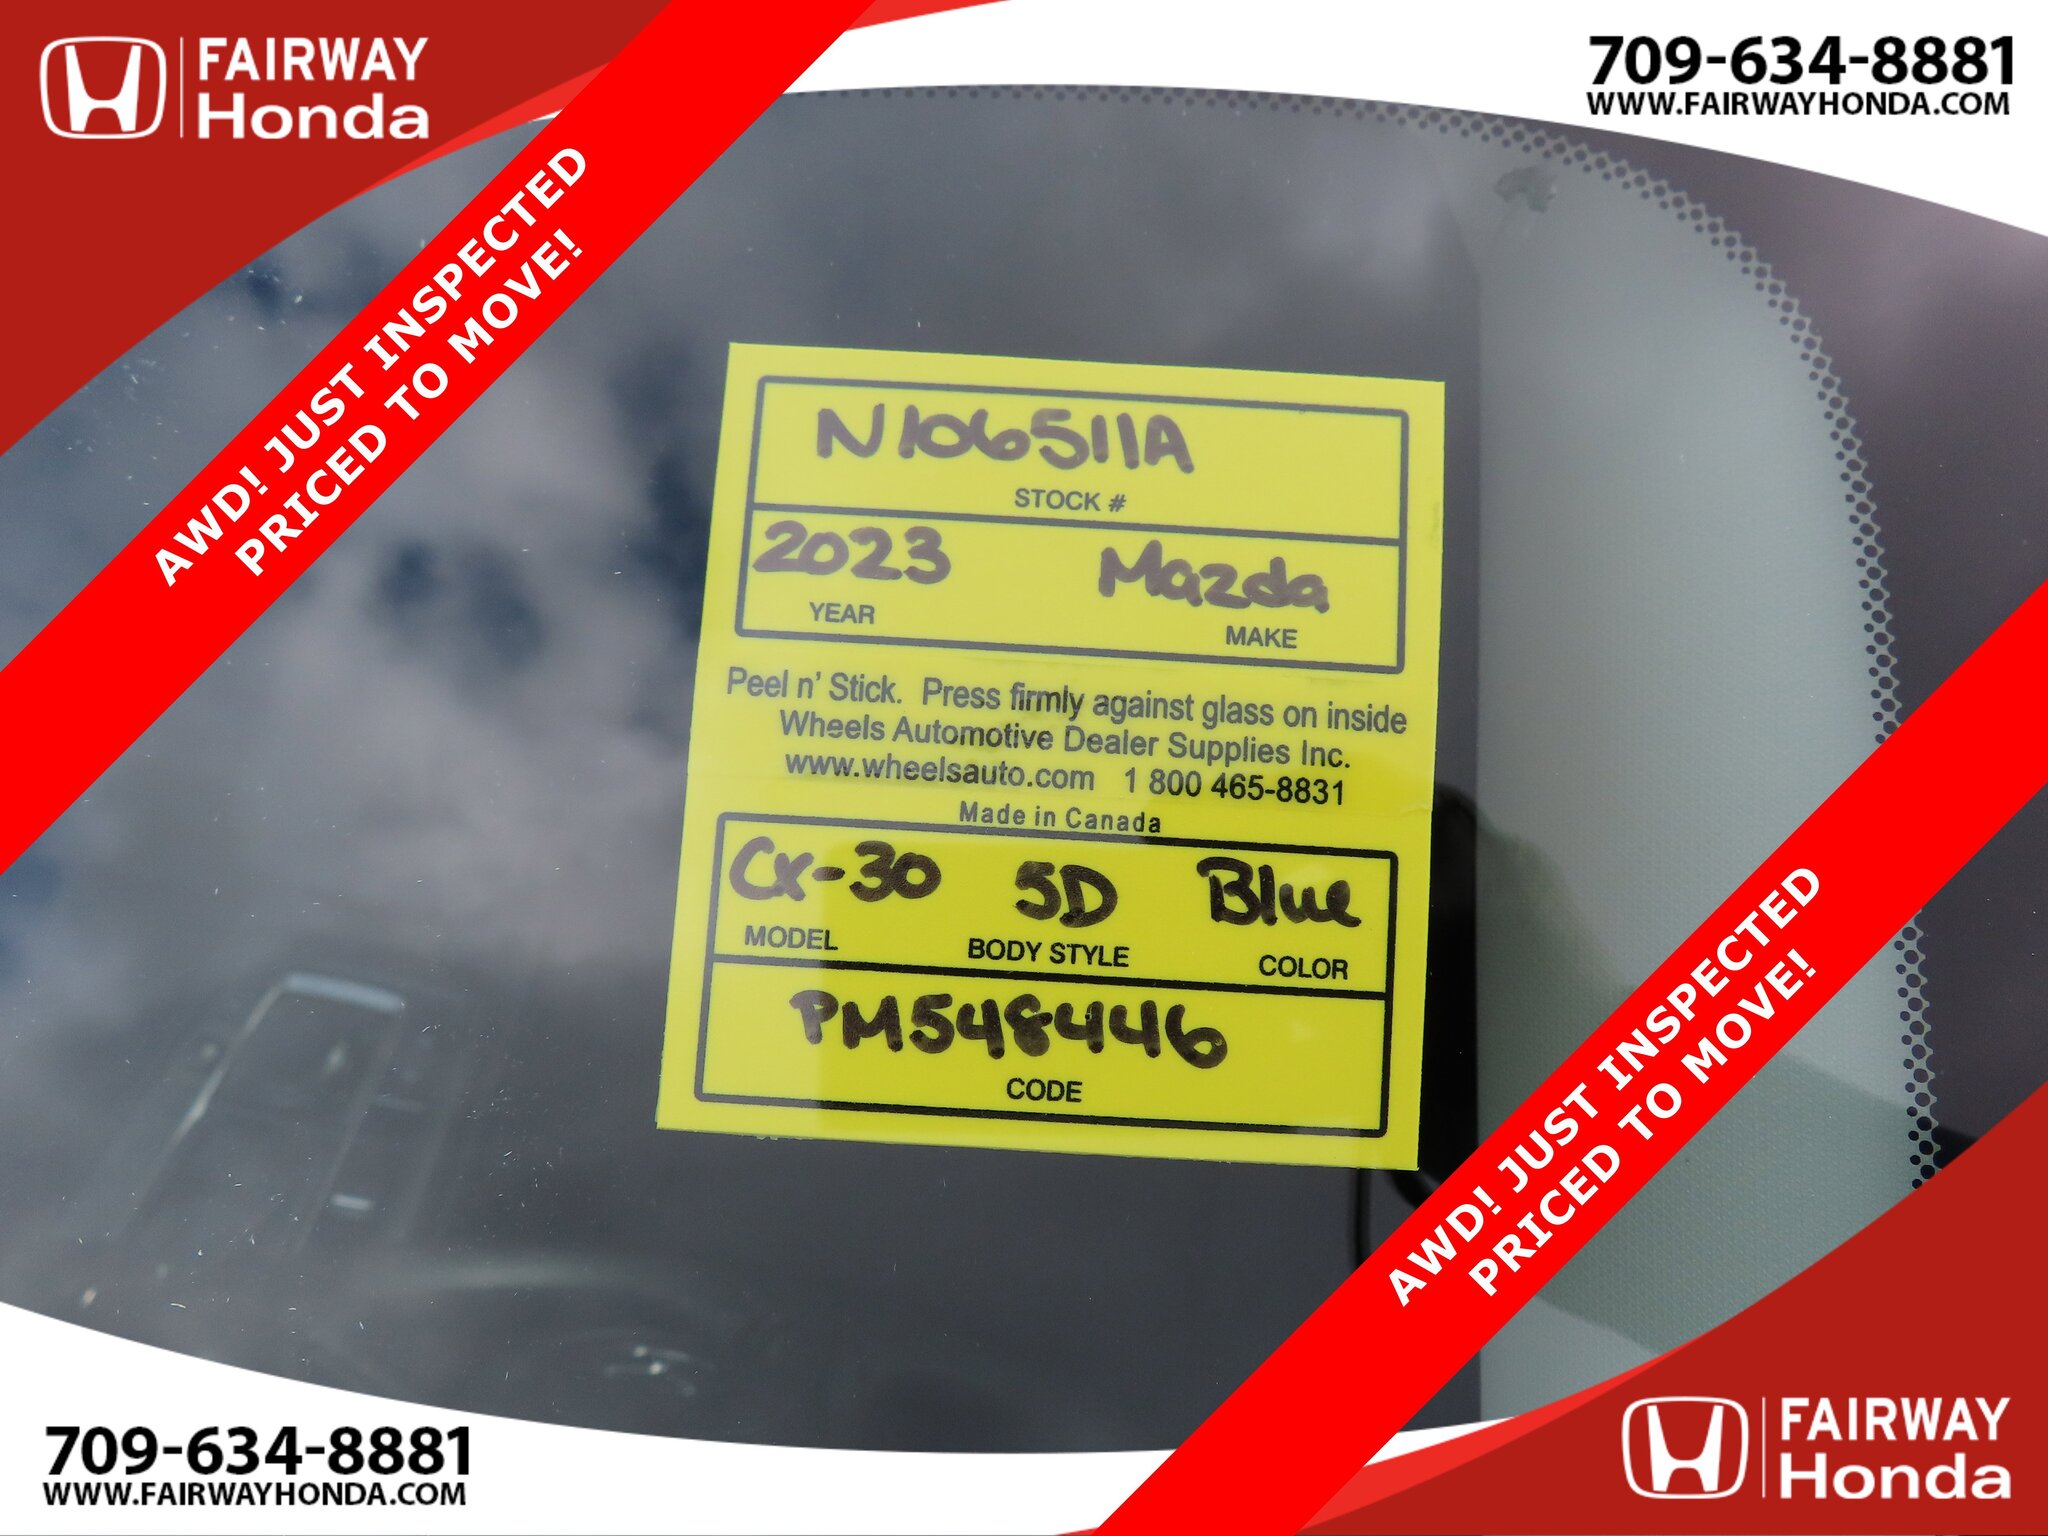 FAIRWAY
Honda
709-634-8881
WWW.FAIRWAYHONDA.COM
AWD! JUST INSPECTED
PRICED TO MOVE!
N106511A
STOCK #
2023 Mazda
YEAR MAKE
Peel n' Stick. Press firmly against glass on inside
Wheels Automotive Dealer Supplies Inc.
www.wheelsauto.com 1 800 465-8831
Made in Canada
Cx-30 5D Blue
MODEL BODY STYLE COLOR
PM548446
CODE
AWD! JUST INSPECTED
PRICED TO MOVE!
709-634-8881
WWW.FAIRWAYHONDA.COM
FAIRWAY
Honda